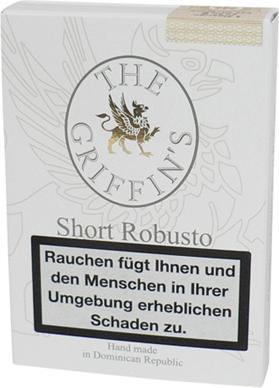 THE
GRIFFIN'S
Short Robusto
Rauchen fügt Ihnen und
den Menschen in Ihrer
Umgebung erheblichen
Schaden zu.
Hand made
in Dominican Republic